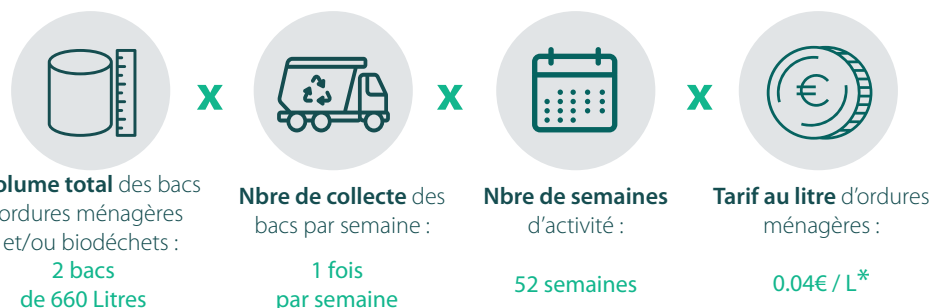 x
x
x
olume total des bacs
ordures ménagères
et/ou biodéchets :
2 bacs
de 660 Litres
Nbre de collecte des
bacs par semaine :
1 fois
par semaine
Nbre de semaines
d'activité :
52 semaines
Tarif au litre d'ordures
ménagères :
0.04€ / L*